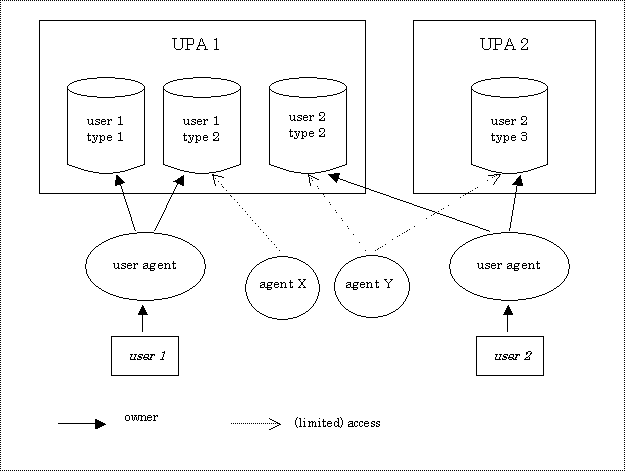 UPA 1
UPA 2
user 1
type 1
user 1
type 2
user 2
type 2
user 2
type 3
user agent
agent X
agent Y
user agent
user 1
user 2
owner
(limited) access